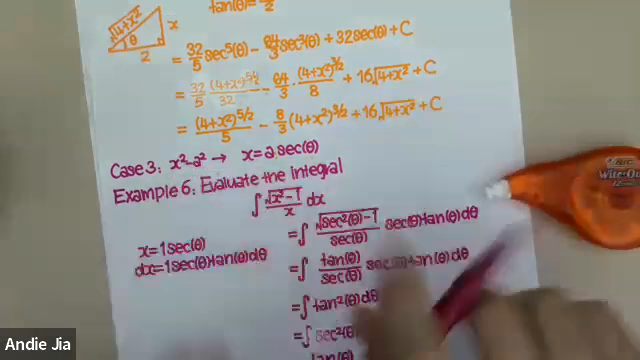 tan(θ)=
2
√4+x²
x
θ
2
= 32/5 sec⁵(θ) - 64/3 sec³(θ) + 32sec(θ) + C
= 32/5 (4+x²)^5/2 / 32 - 64/3 · (4+x²)^3/2 / 8 + 16√4+x² + C
= (4+x²)^5/2 / 5 - 8/3 (4+x²)^3/2 + 16√4+x² + C
Case 3: x²-a² → x=a sec(θ)
Example 6: Evaluate the integral
∫ √x²-1 / x dx
x=1sec(θ)
dx=1sec(θ)tan(θ)dθ
= ∫ √sec²(θ)-1 / sec(θ) sec(θ)tan(θ)dθ
= ∫ tan(θ) / sec(θ) sec(θ)tan(θ)dθ
= ∫ tan²(θ)dθ
= ∫ sec²(θ)
tan(θ)
BIC
Wite-Out
Andie Jia